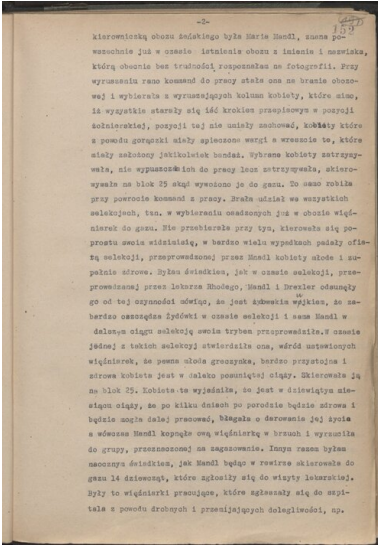 -3-
152
kierowniczką obozu żeńskiego była Maria Mandl, znana po-
wszechnie już w czasie istnienia obozu z imienia i nazwiska,
którą obecnie bez trudności rozpoznałam na fotografii. Przy
wyruszaniu rano komand do pracy stała ona na bramie obozo-
wej i wybierała z wyruszających kolumn kobiety, które mimo,
iż wszystkie starały się iść krokiem przepisowym w pozycji
żołnierskiej, pozycji tej nie umiały zachować, kobiety które
z powodu gorączki miały spieczone wargi a wreszcie te, które
miały założony jakikolwiek bandaż. Wybrane kobiety zatrzymy-
wała, nie wypuszczała ich do pracy lecz zatrzymywała, skiero-
wywała na blok 25 skąd wywożono je do gazu. To samo robiła
przy powrocie komand z pracy. Brała udział we wszystkich
selekcjach, tzn. w wybieraniu osadzonych już w obozie więź-
niarek do gazu. Nie przebierała przy tym, kierowała się po-
prostu swoim widzimisię, w bardzo wielu wypadkach padały ofia-
rą selekcji, przeprowadzonej przez Mandl kobiety młode i zu-
pełnie zdrowe. Byłam świadkiem, jak w czasie selekcji, prze-
prowadzanej przez lekarza Rhodego, Mandl i Drexler odsunęły
go od tej czynności mówiąc, że jest żydowskim wujkiem, że za-
bardzo oszczędza żydówki w czasie selekcji i sama Mandl w
dalszym ciągu selekcję swoim trybem przeprowadziła. W czasie
jednej z takich selekcyj stwierdziła ona, wśród ustawionych
więźniarek, że pewna młoda greczynka, bardzo przystojna i
zdrowa kobieta jest w daleko posuniętej ciąży. Skierowała ją
na blok 25. Kobieta ta wyjaśniła, że jest w dziewiątym mie-
siącu ciąży, że po kilku dniach po porodzie będzie zdrowa i
będzie mogła dalej pracować, błagała o darowanie jej życia
a wówczas Mandl kopnęła ową więźniarkę w brzuch i wyrzuciła
do grupy, przeznaczonej na zagazowanie. Innym razem byłam
naocznym świadkiem, jak Mandl będąc w rewirze skierowała do
gazu 14 dziewcząt, które zgłosiły się do wizyty lekarskiej.
Były to więźniarki pracujące, które zgłaszały się do szpi-
tala z powodu drobnych i przemijających dolegliwości, np.